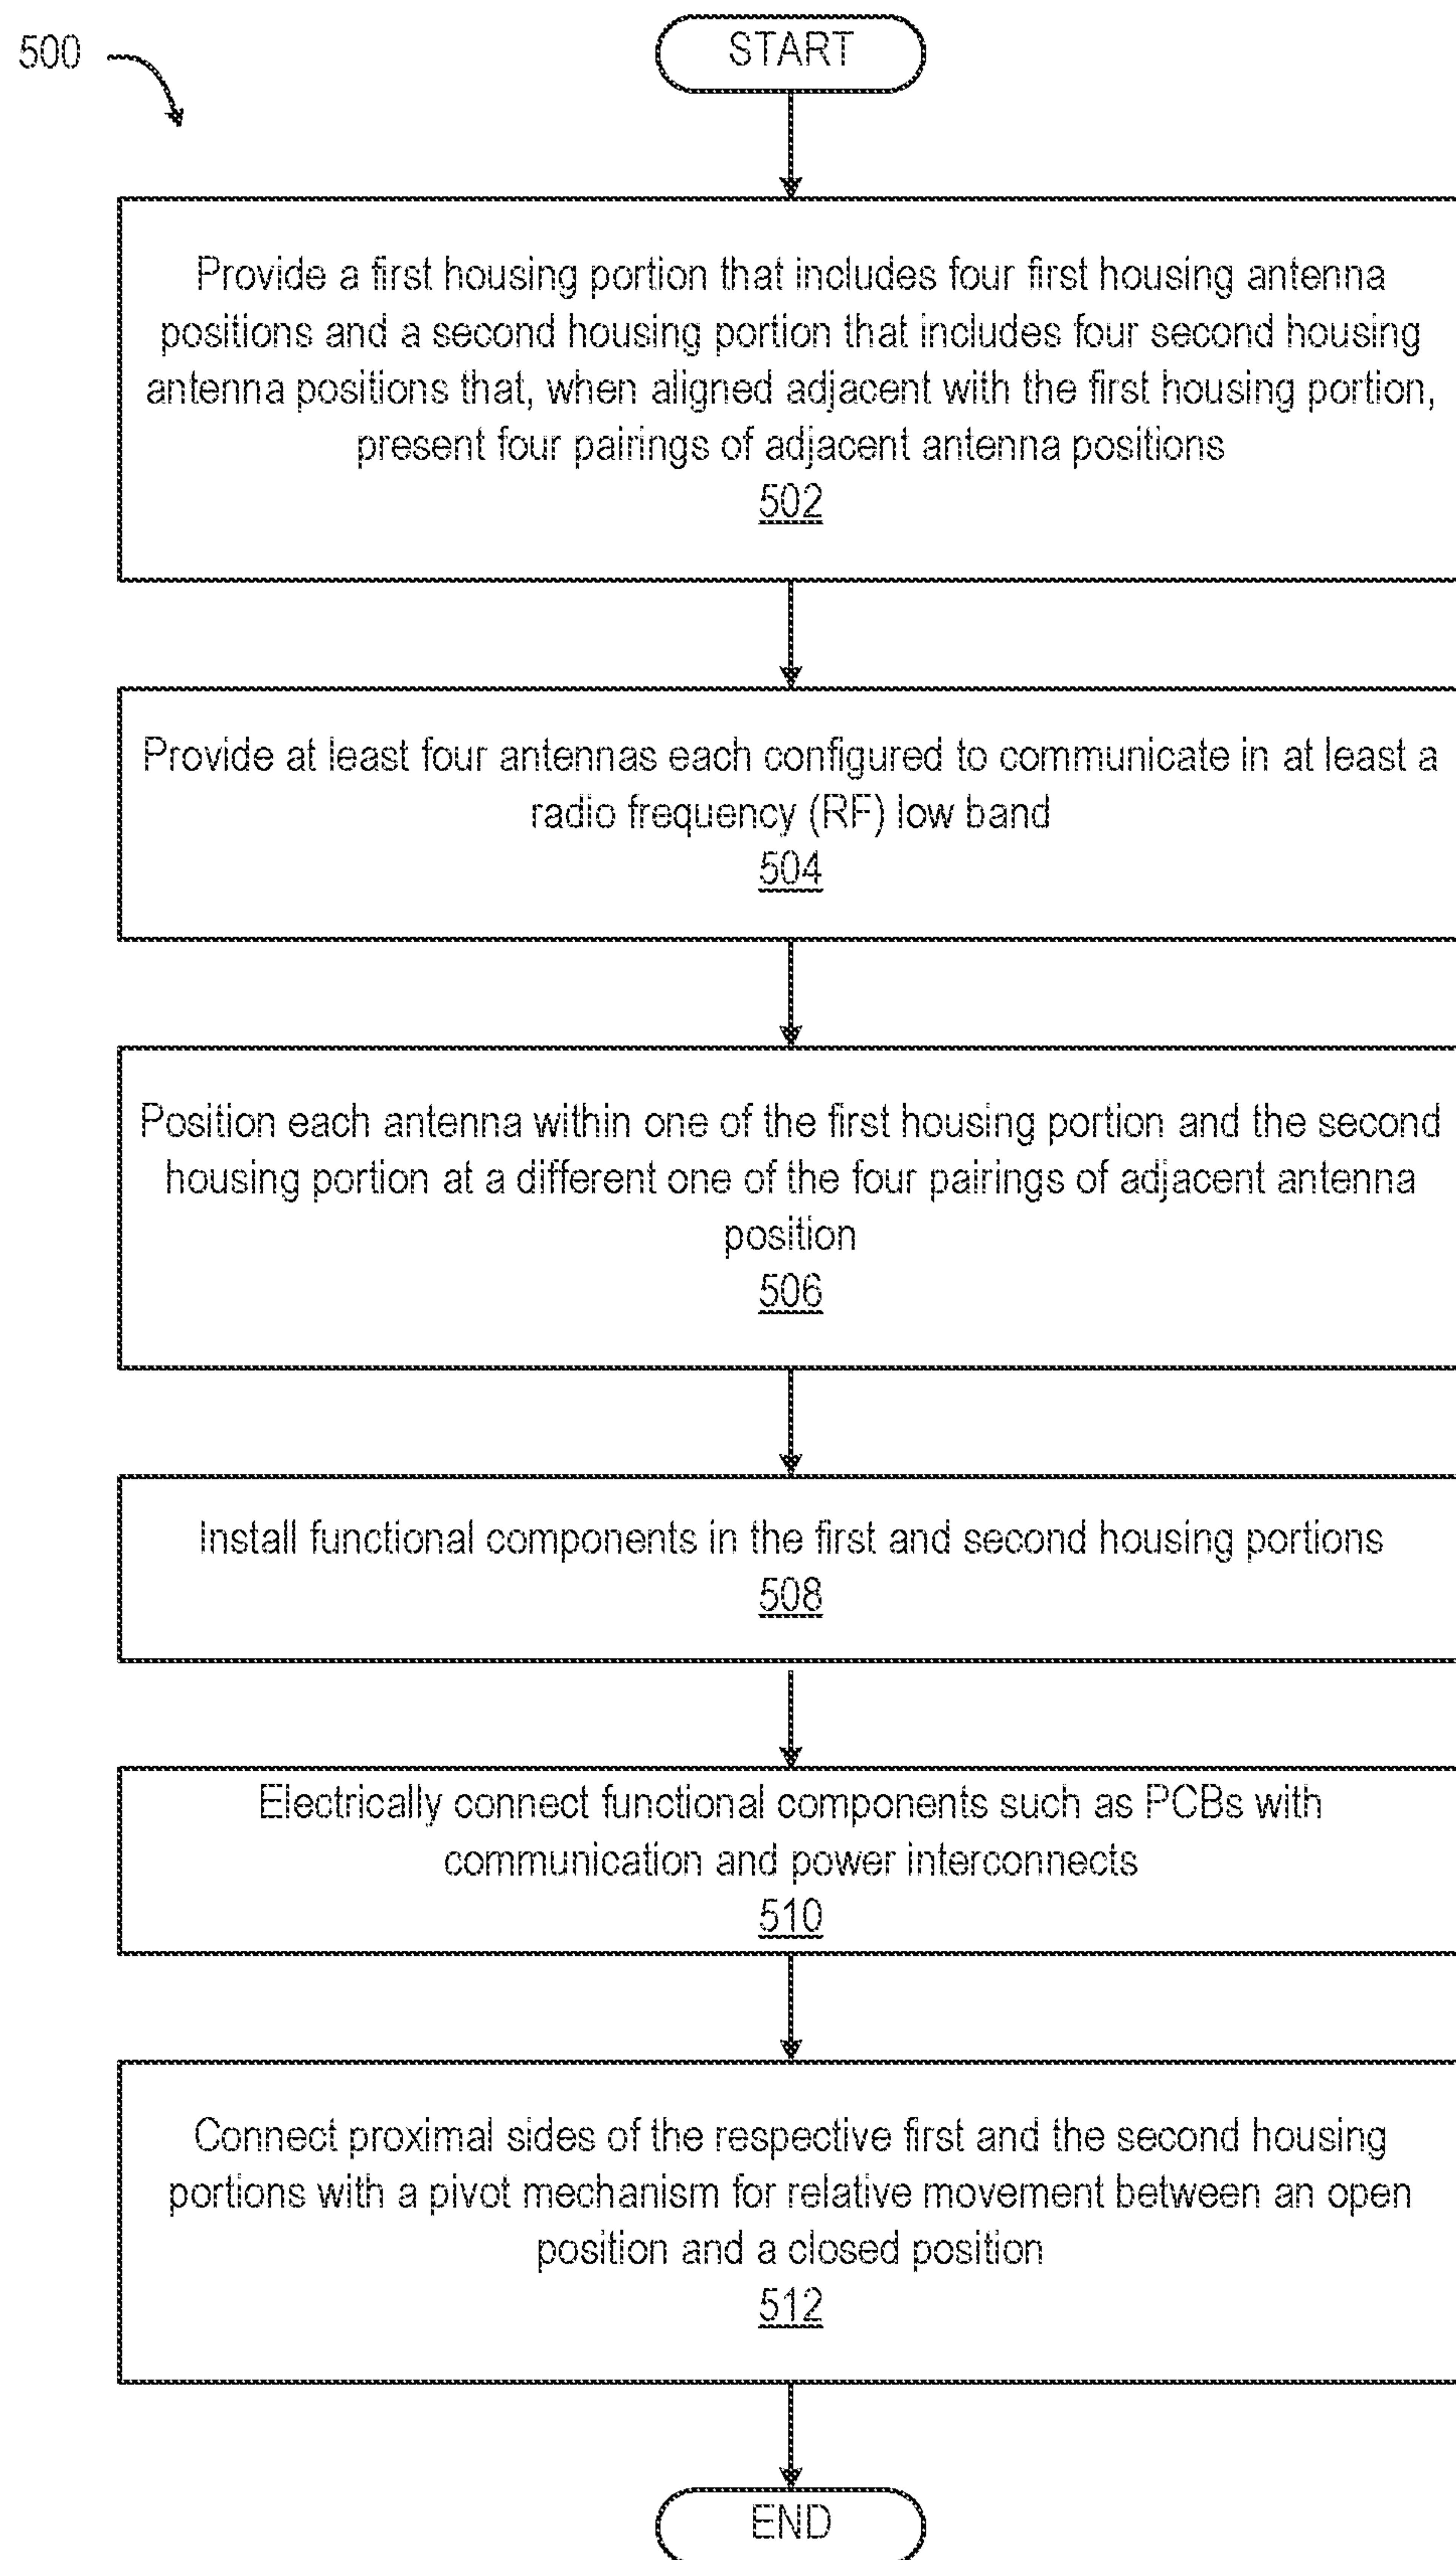 500
START
Provide a first housing portion that includes four first housing antenna
positions and a second housing portion that includes four second housing
antenna positions that, when aligned adjacent with the first housing portion,
present four pairings of adjacent antenna positions
502
Provide at least four antennas each configured to communicate in at least a
radio frequency (RF) low band
504
Position each antenna within one of the first housing portion and the second
housing portion at a different one of the four pairings of adjacent antenna
position
506
Install functional components in the first and second housing portions
508
Electrically connect functional components such as PCBs with
communication and power interconnects
510
Connect proximal sides of the respective first and the second housing
portions with a pivot mechanism for relative movement between an open
position and a closed position
512
END